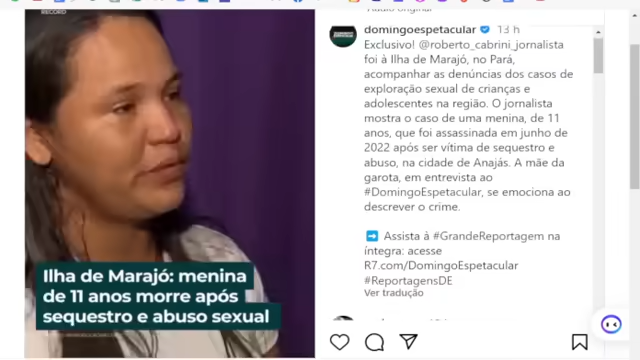 RECORD
Áudio original
domingoespetacular 13 h
Exclusivo! @roberto_cabrini_jornalista
foi à Ilha de Marajó, no Pará,
acompanhar as denúncias dos casos de
exploração sexual de crianças e
adolescentes na região. O jornalista
mostra o caso de uma menina, de 11
anos, que foi assassinada em junho de
2022 após ser vítima de sequestro e
abuso, na cidade de Anajás. A mãe da
garota, em entrevista ao
#DomingoEspetacular, se emociona ao
descrever o crime.
Assista à #GrandeReportagem na
íntegra: acesse
R7.com/DomingoEspetacular
#ReportagensDE
Ver tradução
Ilha de Marajó: menina
de 11 anos morre após
sequestro e abuso sexual